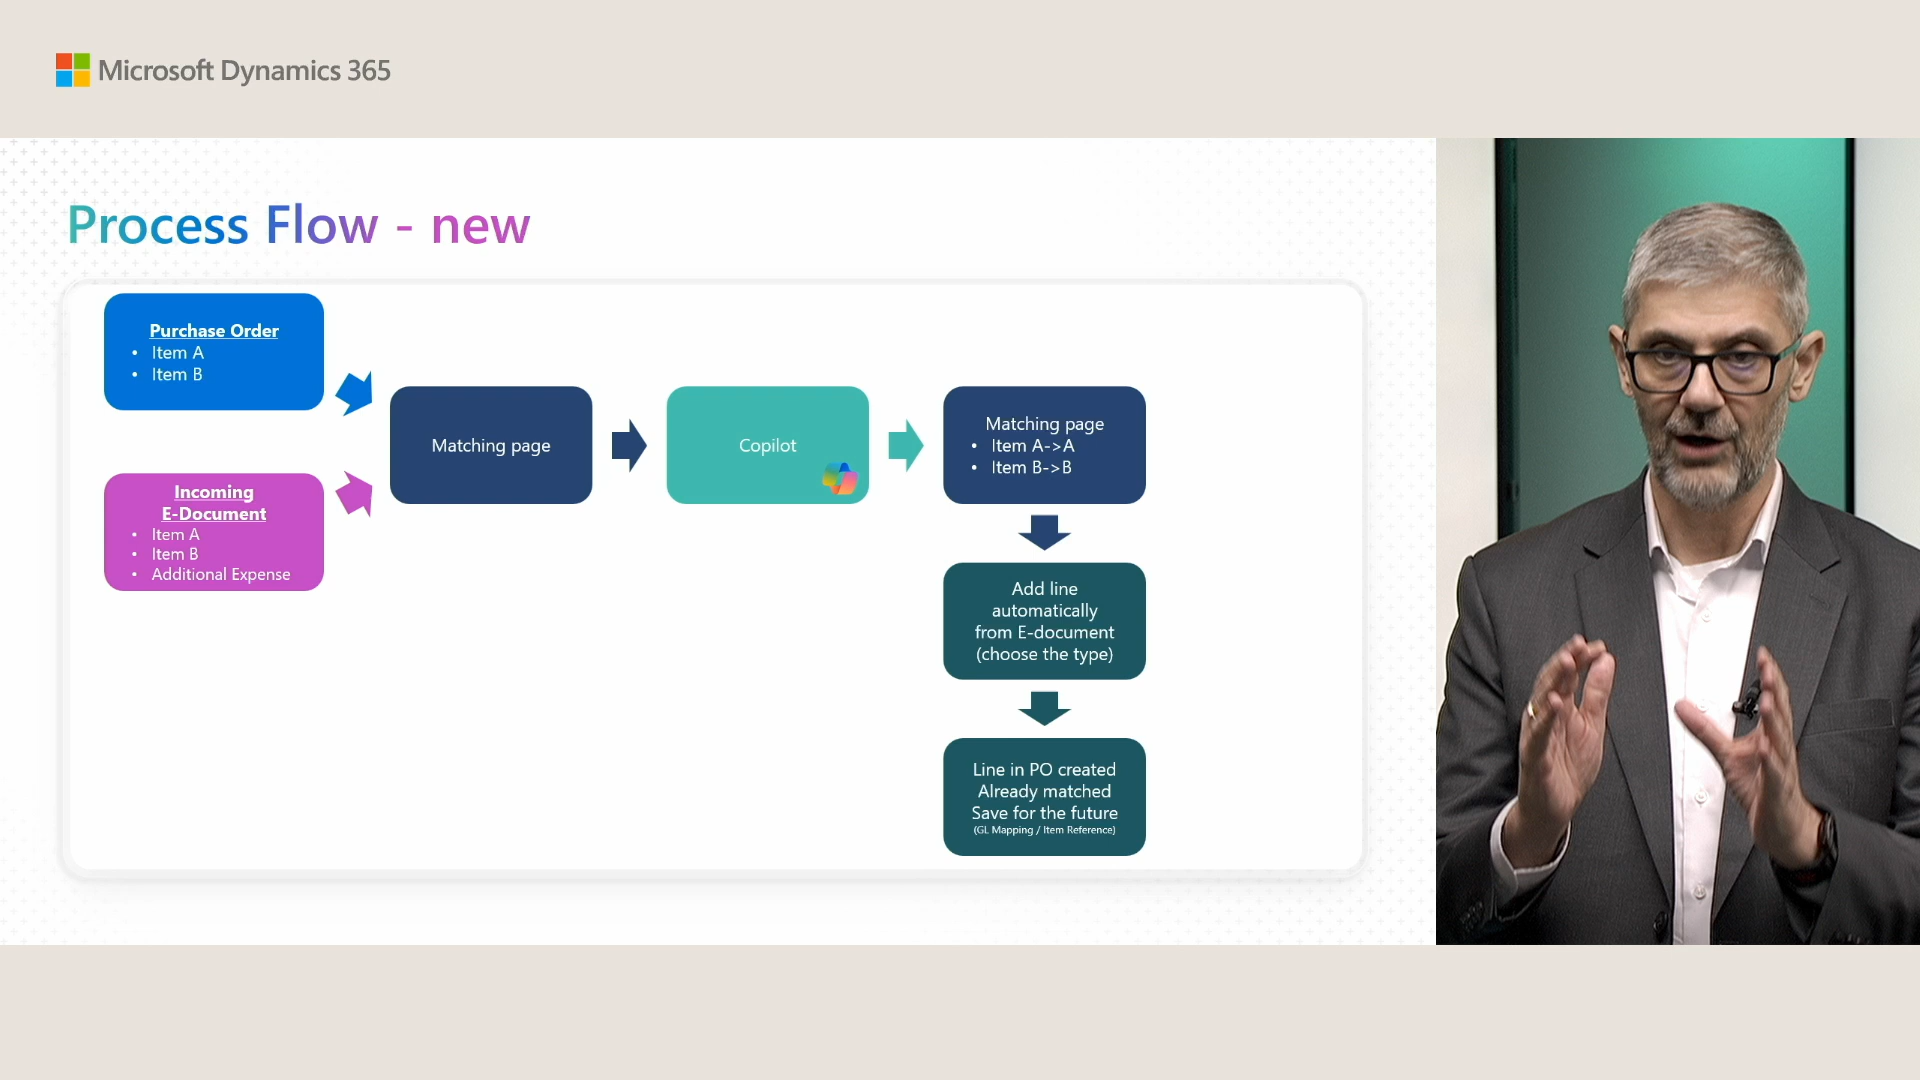 Microsoft Dynamics 365
Process Flow - new
Purchase Order
• Item A
• Item B
Incoming
E-Document
• Item A
• Item B
• Additional Expense
Matching page
Copilot
Matching page
• Item A->A
• Item B->B
Add line
automatically
from E-document
(choose the type)
Line in PO created
Already matched
Save for the future
(GL Mapping / Item Reference)